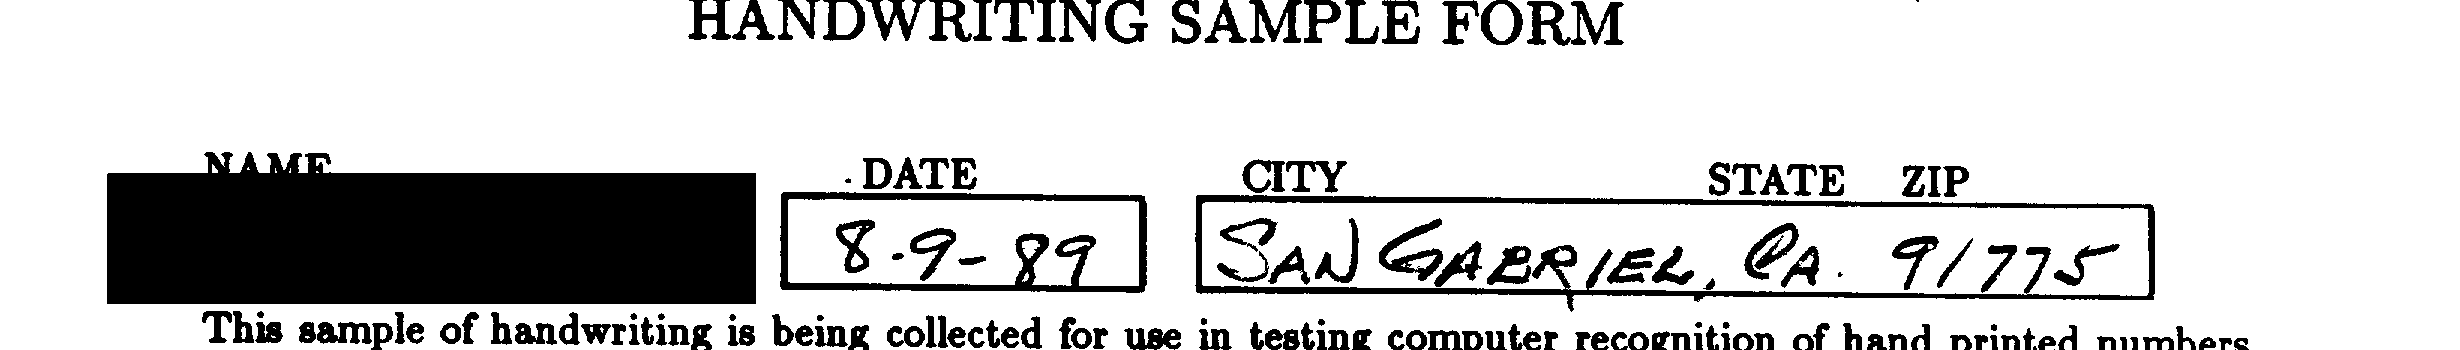 HANDWRITING SAMPLE FORM
NAME DATE CITY STATE ZIP
8-9-89 SAN GABRIEL, CA. 91775
This sample of handwriting is being collected for use in testing computer recognition of hand printed numbers